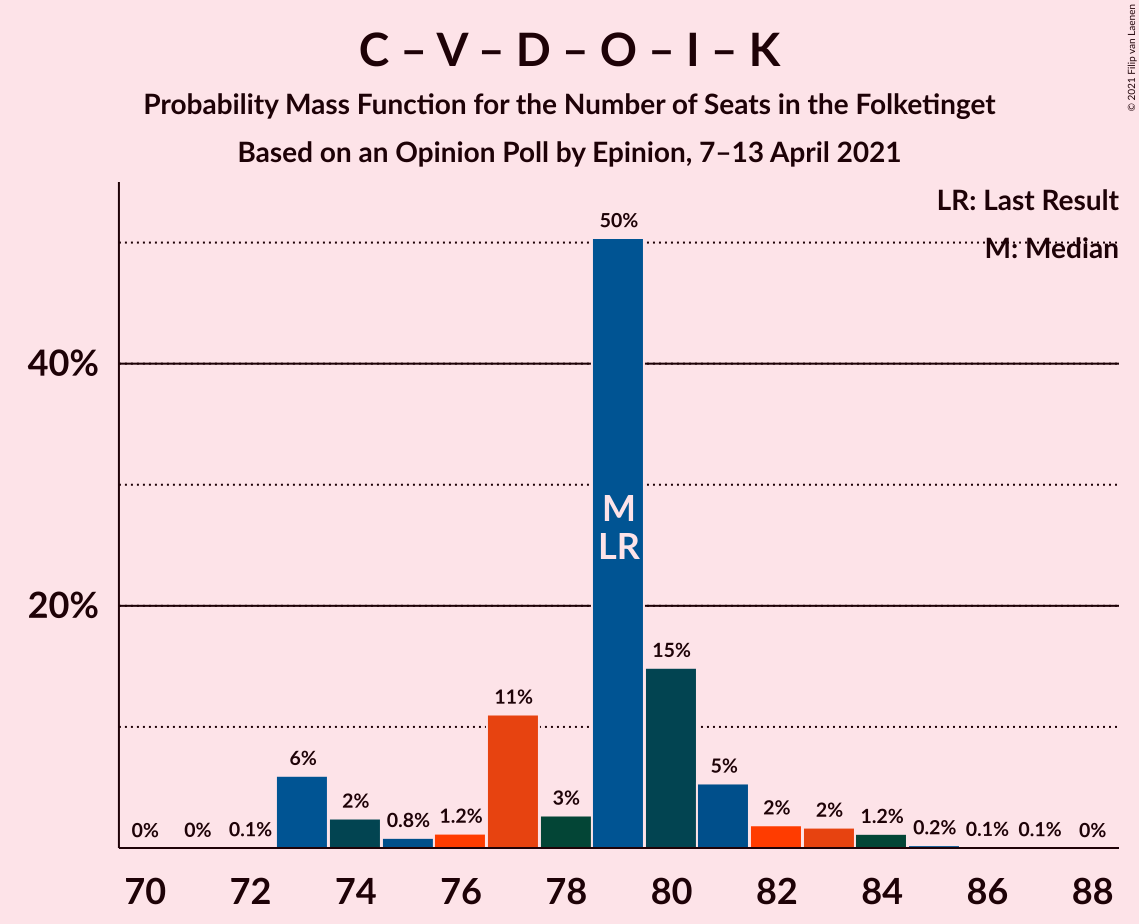 C – V – D – O – I – K
Probability Mass Function for the Number of Seats in the Folketinget
Based on an Opinion Poll by Epinion, 7–13 April 2021
© 2021 Filip van Laenen
LR: Last Result
M: Median
40%
20%
0%
0%
0.1%
6%
2%
0.8%
1.2%
11%
3%
50%
15%
5%
2%
2%
1.2%
0.2%
0.1%
0.1%
0%
M
LR
70 72 74 76 78 80 82 84 86 88